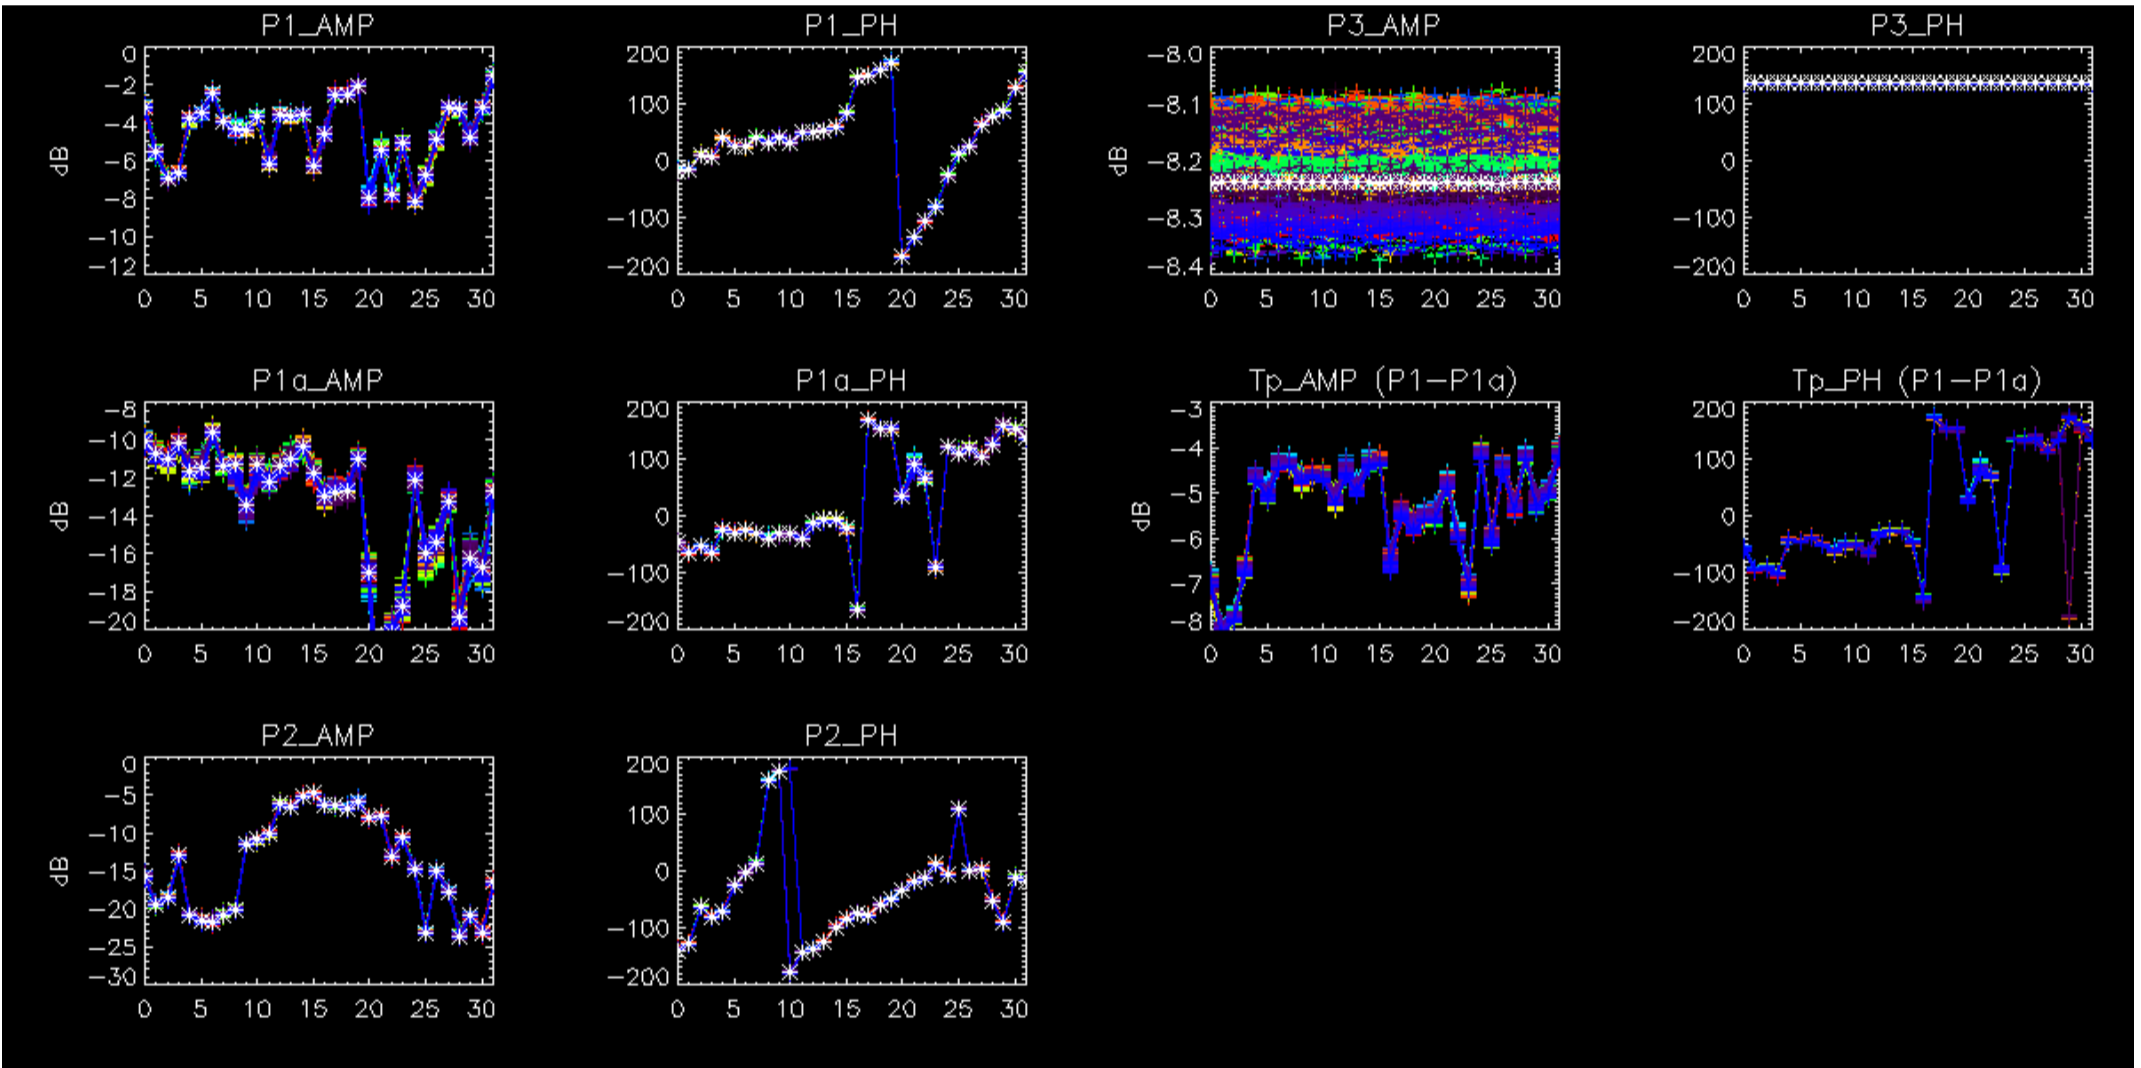 P1_AMP P1_PH P3_AMP P3_PH
0 200 -8.0 200
-2
-4 100 -8.1 100
dB -6 0 dB -8.2 0
-8
-10 -100 -8.3 -100
-12 -200 -8.4 -200
0 5 10 15 20 25 30 0 5 10 15 20 25 30 0 5 10 15 20 25 30 0 5 10 15 20 25 30
P1a_AMP P1a_PH Tp_AMP (P1-P1a) Tp_PH (P1-P1a)
-8 200 -3 200
-10 100 -4 100
-12
dB -14 0 dB -5 0
-16 -6
-18 -100 -7 -100
-20 -200 -8 -200
0 5 10 15 20 25 30 0 5 10 15 20 25 30 0 5 10 15 20 25 30 0 5 10 15 20 25 30
P2_AMP P2_PH
0 200
-5 100
-10
dB -15 0
-20 -100
-25
-30 -200
0 5 10 15 20 25 30 0 5 10 15 20 25 30